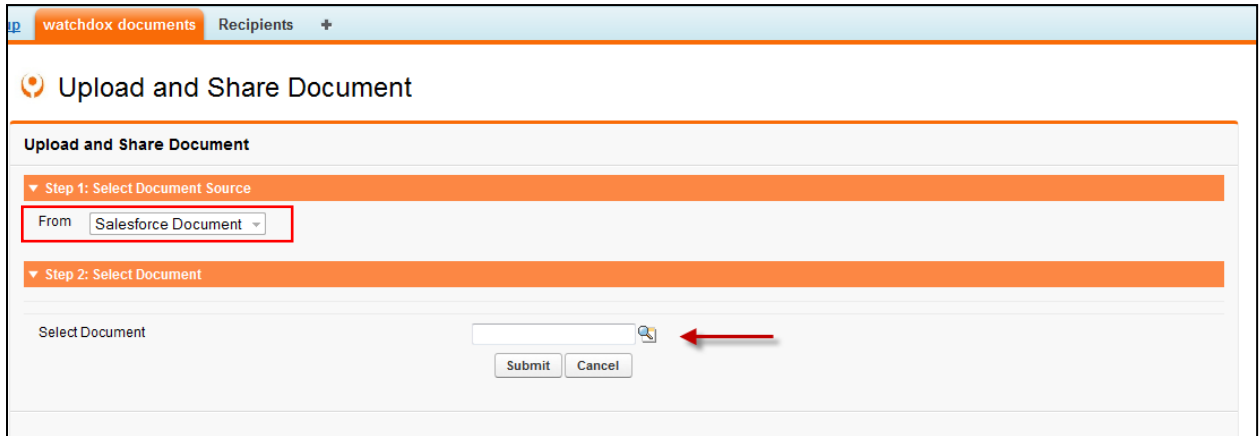 up watchdox documents Recipients +
Upload and Share Document
Upload and Share Document
Step 1: Select Document Source
From Salesforce Document
Step 2: Select Document
Select Document
Submit Cancel